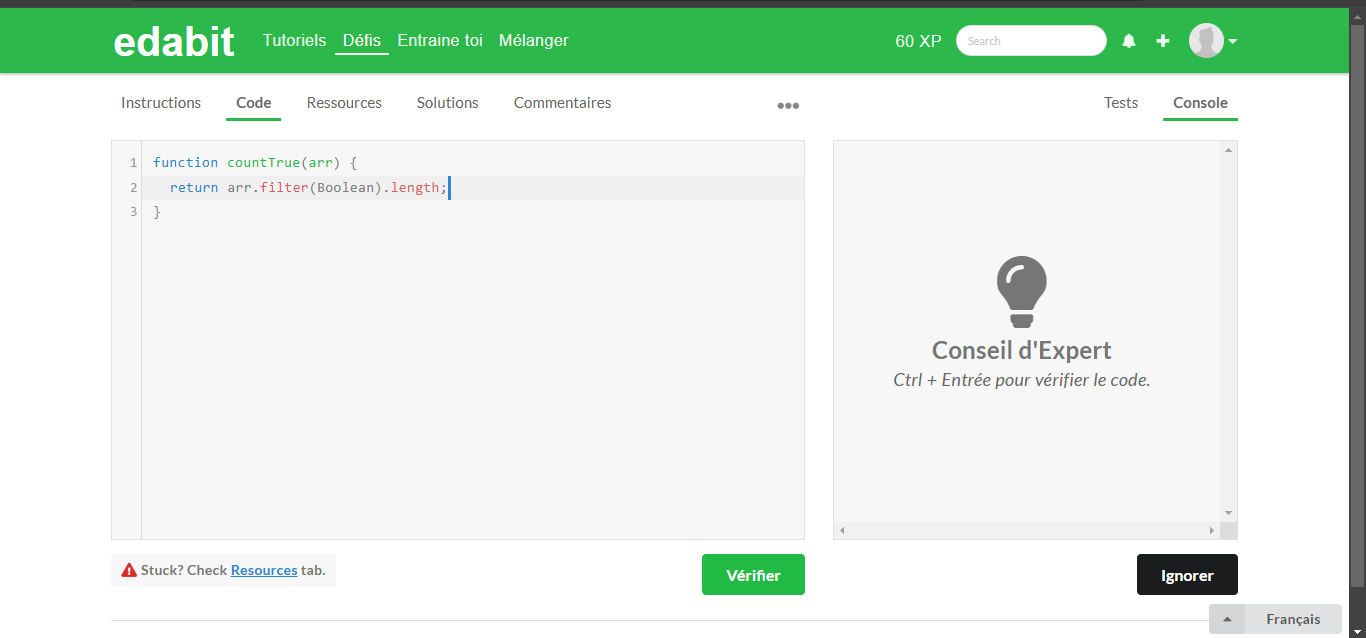 edabit Tutoriels Défis Entraine toi Mélanger 60 XP Search
Instructions Code Ressources Solutions Commentaires ••• Tests Console
1 function countTrue(arr) {
2 return arr.filter(Boolean).length;
3 }
Conseil d'Expert
Ctrl + Entrée pour vérifier le code.
Stuck? Check Resources tab. Vérifier Ignorer
Français